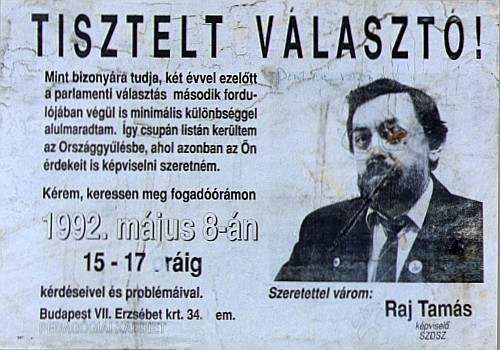 TISZTELT VÁLASZTÓ!
Mint bizonyára tudja, két évvel ezelőtt
a parlamenti választás második fordu-
lójában végül is minimális különbséggel
alulmaradtam. Így csupán listán kerültem
az Országgyűlésbe, ahol azonban az Ön
érdekeit is képviselni szeretném.
Kérem, keressen meg fogadóórámon
1992. május 8-án
15 - 17 .ráig
kérdéseivel és problémáival.
Budapest VII. Erzsébet krt. 34. em.
Szeretettel várom:
Raj Tamás
képviselő
SZDSZ